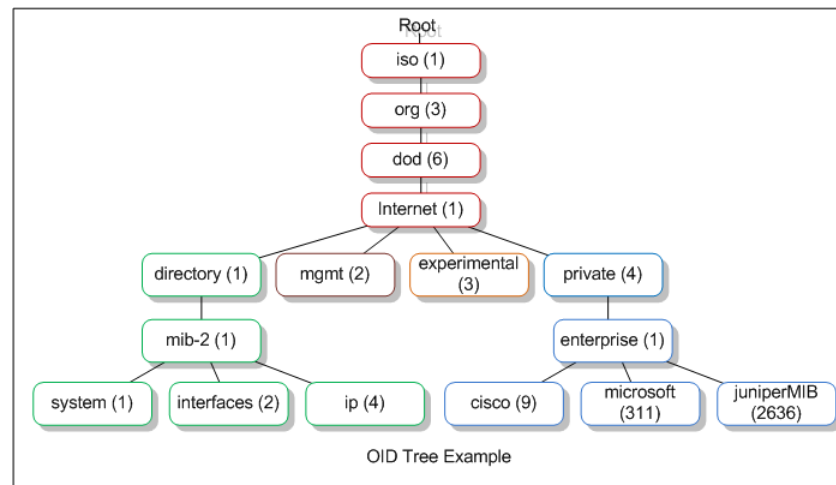 Root
iso (1)
org (3)
dod (6)
Internet (1)
directory (1)
mgmt (2)
experimental
(3)
private (4)
mib-2 (1)
enterprise (1)
system (1)
interfaces (2)
ip (4)
cisco (9)
microsoft
(311)
juniperMIB
(2636)
OID Tree Example